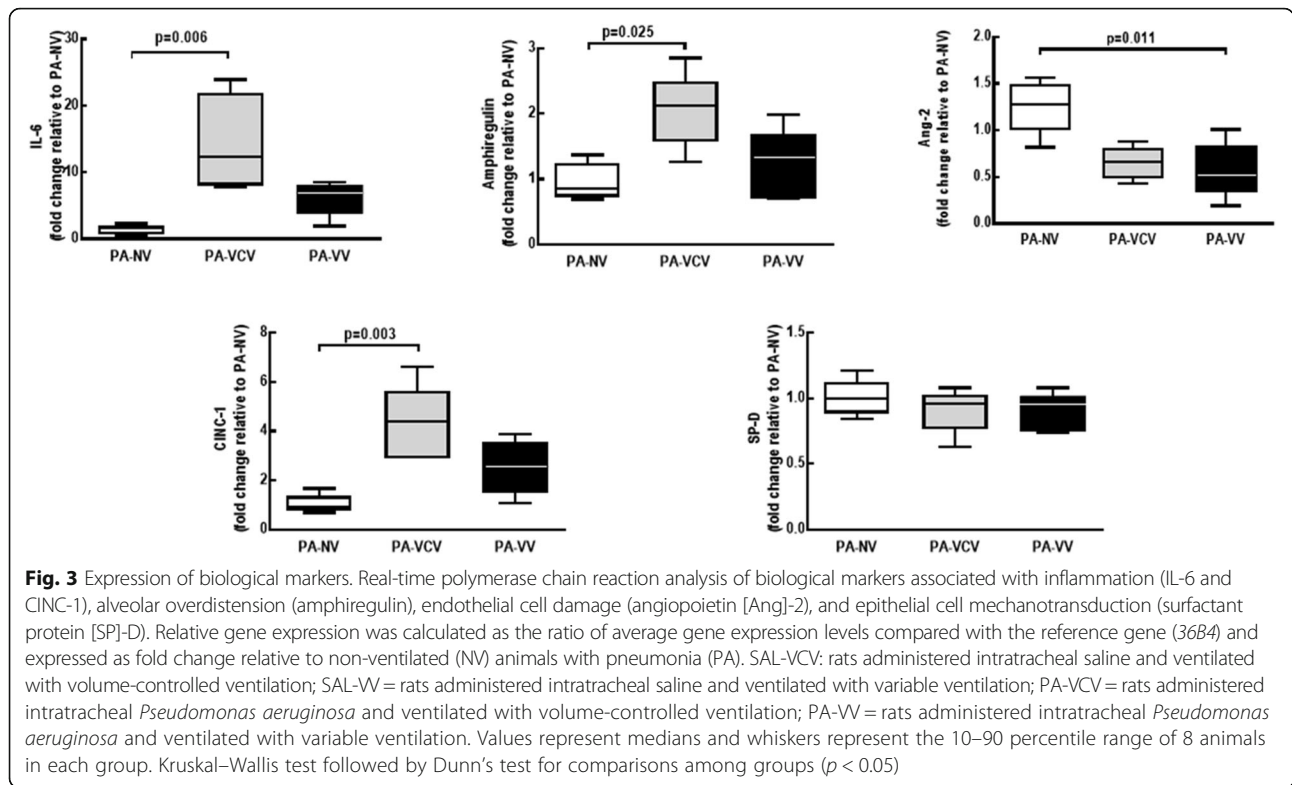 IL-6
(fold change relative to PA-NV)
30
20
10
0
p=0.006
PA-NV PA-VCV PA-VV
Amphiregulin
(fold change relative to PA-NV)
3
2
1
0
p=0.025
PA-NV PA-VCV PA-VV
Ang-2
(fold change relative to PA-NV)
2.0
1.5
1.0
0.5
0.0
p=0.011
PA-NV PA-VCV PA-VV
CINC-1
(fold change relative to PA-NV)
8
6
4
2
0
p=0.003
PA-NV PA-VCV PA-VV
SP-D
(fold change relative to PA-NV)
1.5
1.0
0.5
0.0
PA-NV PA-VCV PA-VV
Fig. 3 Expression of biological markers. Real-time polymerase chain reaction analysis of biological markers associated with inflammation (IL-6 and
CINC-1), alveolar overdistension (amphiregulin), endothelial cell damage (angiopoietin [Ang]-2), and epithelial cell mechanotransduction (surfactant
protein [SP]-D). Relative gene expression was calculated as the ratio of average gene expression levels compared with the reference gene (36B4) and
expressed as fold change relative to non-ventilated (NV) animals with pneumonia (PA). SAL-VCV: rats administered intratracheal saline and ventilated
with volume-controlled ventilation; SAL-VV = rats administered intratracheal saline and ventilated with variable ventilation; PA-VCV = rats administered
intratracheal Pseudomonas aeruginosa and ventilated with volume-controlled ventilation; PA-VV = rats administered intratracheal Pseudomonas
aeruginosa and ventilated with variable ventilation. Values represent medians and whiskers represent the 10–90 percentile range of 8 animals
in each group. Kruskal–Wallis test followed by Dunn's test for comparisons among groups (p < 0.05)